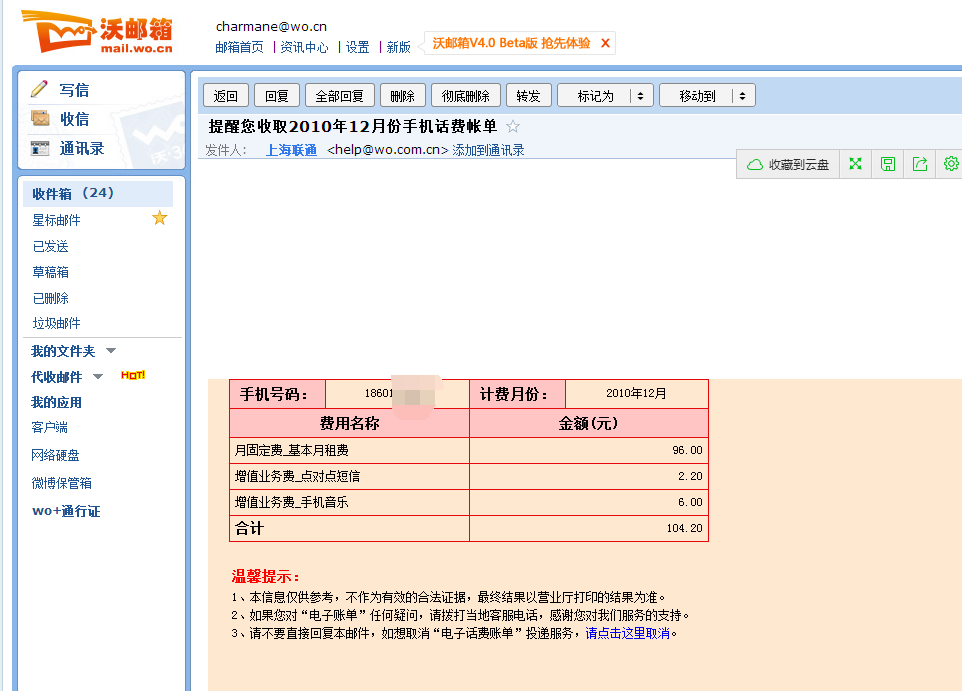 沃邮箱
mail.wo.cn
charmane@wo.cn
邮箱首页 | 资讯中心 | 设置 | 新版
沃邮箱V4.0 Beta版 抢先体验 X
写信
收信
通讯录
收件箱 (24)
星标邮件
已发送
草稿箱
已删除
垃圾邮件
我的文件夹
代收邮件 HOT!
我的应用
客户端
网络硬盘
微博保管箱
wo+通行证
返回 回复 全部回复 删除 彻底删除 转发 标记为 移动到
提醒您收取2010年12月份手机话费帐单
发件人： 上海联通 <help@wo.com.cn> 添加到通讯录
收藏到云盘
手机号码： 18601 计费月份： 2010年12月
费用名称 金额(元)
月固定费_基本月租费 96.00
增值业务费_点对点短信 2.20
增值业务费_手机音乐 6.00
合计 104.20
温馨提示：
1、本信息仅供参考，不作为有效的合法证据，最终结果以营业厅打印的结果为准。
2、如果您对“电子账单”任何疑问，请拨打当地客服电话，感谢您对我们服务的支持。
3、请不要直接回复本邮件，如想取消“电子话费账单”投递服务，请点击这里取消。